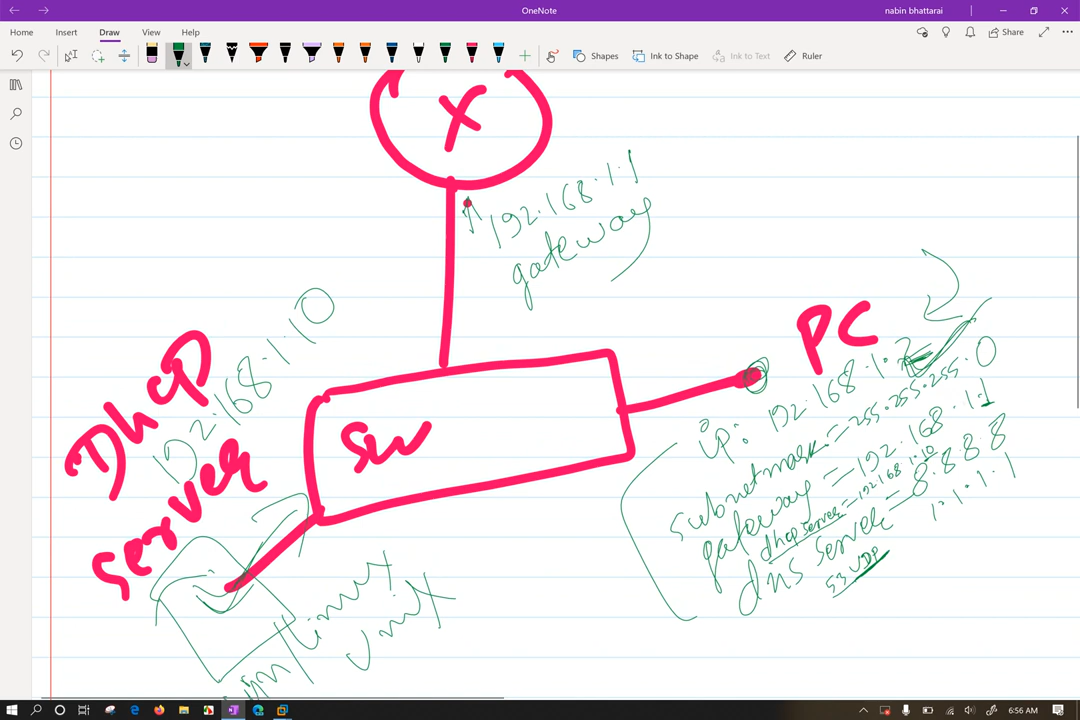 OneNote
nabin bhattarai
Home
Insert
Draw
View
Help
Share
Shapes
Ink to Shape
Ink to Text
Ruler
X
192.168.1.1
gateway
192.168.1.10
Dhcp
server
PC
sw
ip: 192.168.1.2
subnetmask = 255.255.255.0
gateway = 192.168.1.1
dhcp server = 192.168.1.10
dns server = 8.8.8.8
1.1.1.1
53 UDP
win/linux
unix
6:56 AM